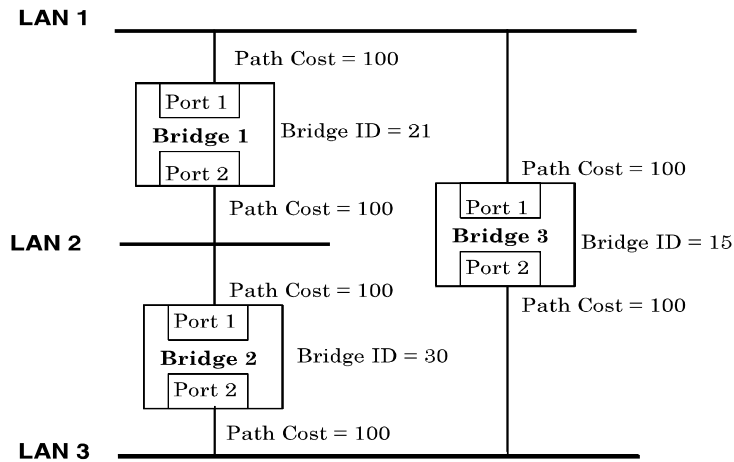 LAN 1
Path Cost = 100
Port 1
Bridge 1
Bridge ID = 21
Port 2
Path Cost = 100
LAN 2
Path Cost = 100
Port 1
Bridge 2
Bridge ID = 30
Port 2
Path Cost = 100
LAN 3
Path Cost = 100
Port 1
Bridge 3
Bridge ID = 15
Port 2
Path Cost = 100